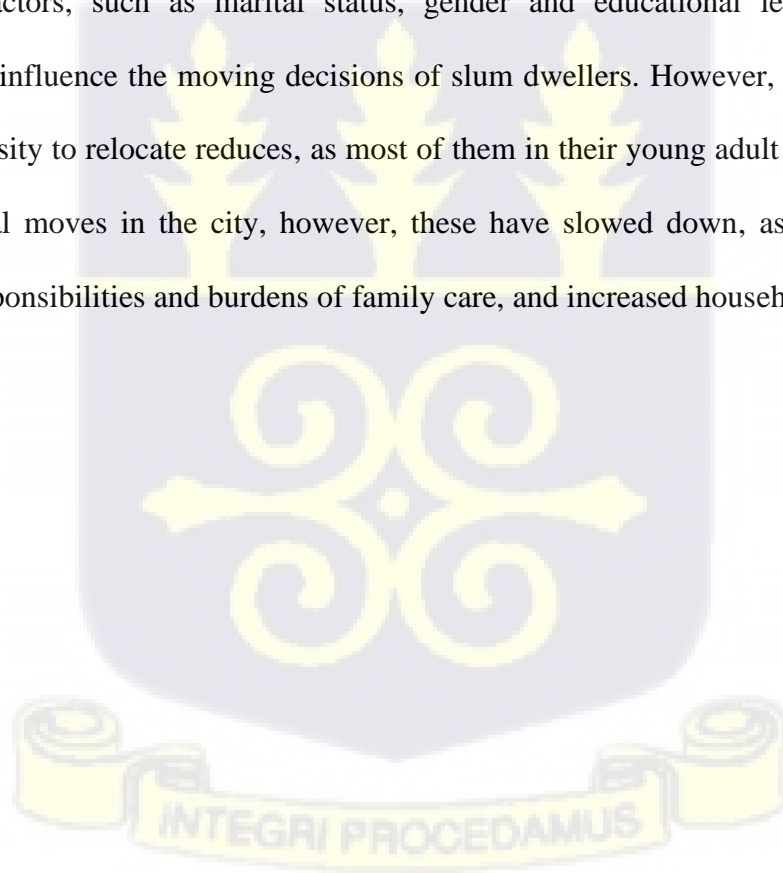 actors, such as marital status, gender and educational le
influence the moving decisions of slum dwellers. However,
sity to relocate reduces, as most of them in their young adult
al moves in the city, however, these have slowed down, as
ponsibilities and burdens of family care, and increased househ
INTEGRI PROCEDAMUS